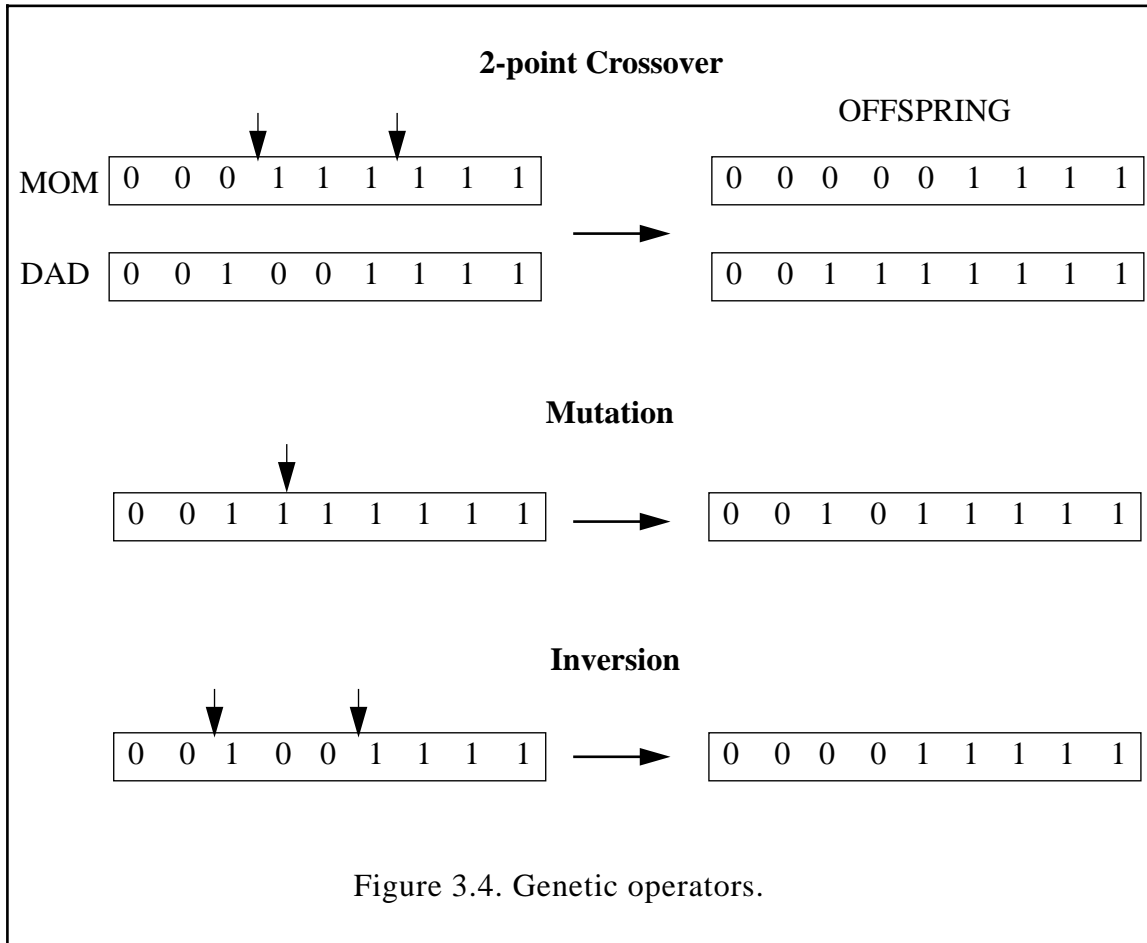 2-point Crossover
OFFSPRING
MOM 0 0 0 1 1 1 1 1 1 0 0 0 0 0 1 1 1 1
DAD 0 0 1 0 0 1 1 1 1 0 0 1 1 1 1 1 1 1
Mutation
0 0 1 1 1 1 1 1 1 0 0 1 0 1 1 1 1 1
Inversion
0 0 1 0 0 1 1 1 1 0 0 0 0 1 1 1 1 1
Figure 3.4. Genetic operators.